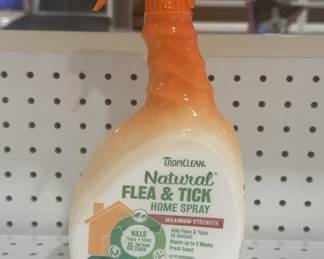 TROPICLEAN.
Natural
FLEA & TICK
HOME SPRAY
MAXIMUM STRENGTH
Kills Fleas & Ticks
by Contact
Repels up to 2 Weeks
Fresh Scent
KILLS